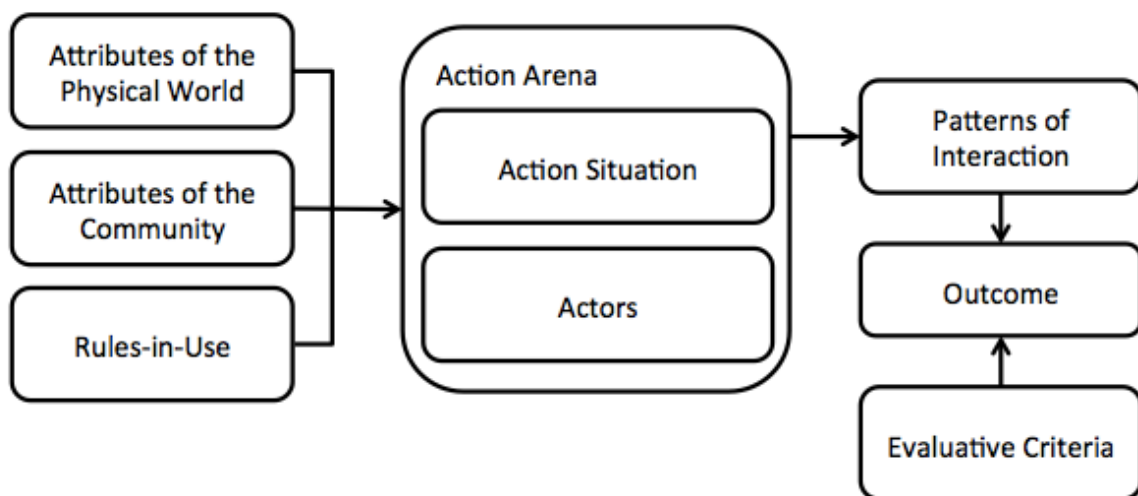 Attributes of the
Physical World
Attributes of the
Community
Rules-in-Use
Action Arena
Action Situation
Actors
Patterns of
Interaction
Outcome
Evaluative Criteria